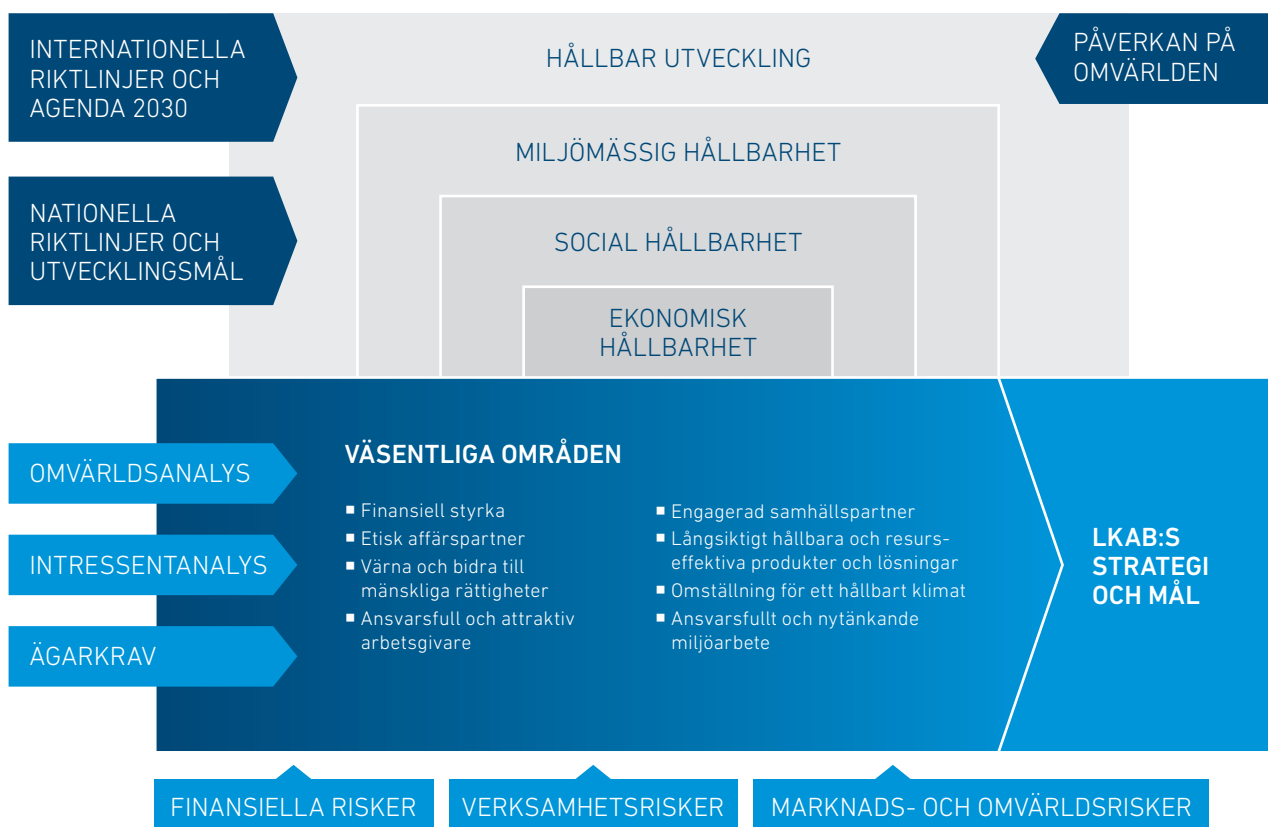 INTERNATIONELLA
RIKTLINJER OCH
AGENDA 2030
HÅLLBAR UTVECKLING
PÅVERKAN PÅ
OMVÄRLDEN
MILJÖMÄSSIG HÅLLBARHET
NATIONELLA
RIKTLINJER OCH
UTVECKLINGSMÅL
SOCIAL HÅLLBARHET
EKONOMISK
HÅLLBARHET
OMVÄRLDSANALYS
INTRESSENTANALYS
ÄGARKRAV
VÄSENTLIGA OMRÅDEN
■ Finansiell styrka
■ Etisk affärspartner
■ Värna och bidra till
mänskliga rättigheter
■ Ansvarsfull och attraktiv
arbetsgivare
■ Engagerad samhällspartner
■ Långsiktigt hållbara och resurs-
effektiva produkter och lösningar
■ Omställning för ett hållbart klimat
■ Ansvarsfullt och nytänkande
miljöarbete
LKAB:S
STRATEGI
OCH MÅL
FINANSIELLA RISKER
VERKSAMHETSRISKER
MARKNADS- OCH OMVÄRLDSRISKER